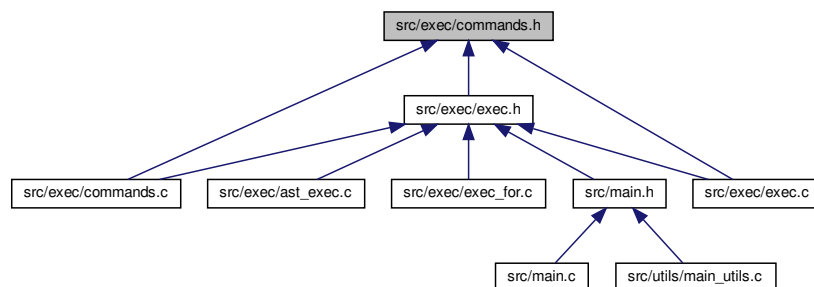 src/exec/commands.h
src/exec/exec.h
src/exec/commands.c
src/exec/ast_exec.c
src/exec/exec_for.c
src/main.h
src/exec/exec.c
src/main.c
src/utils/main_utils.c